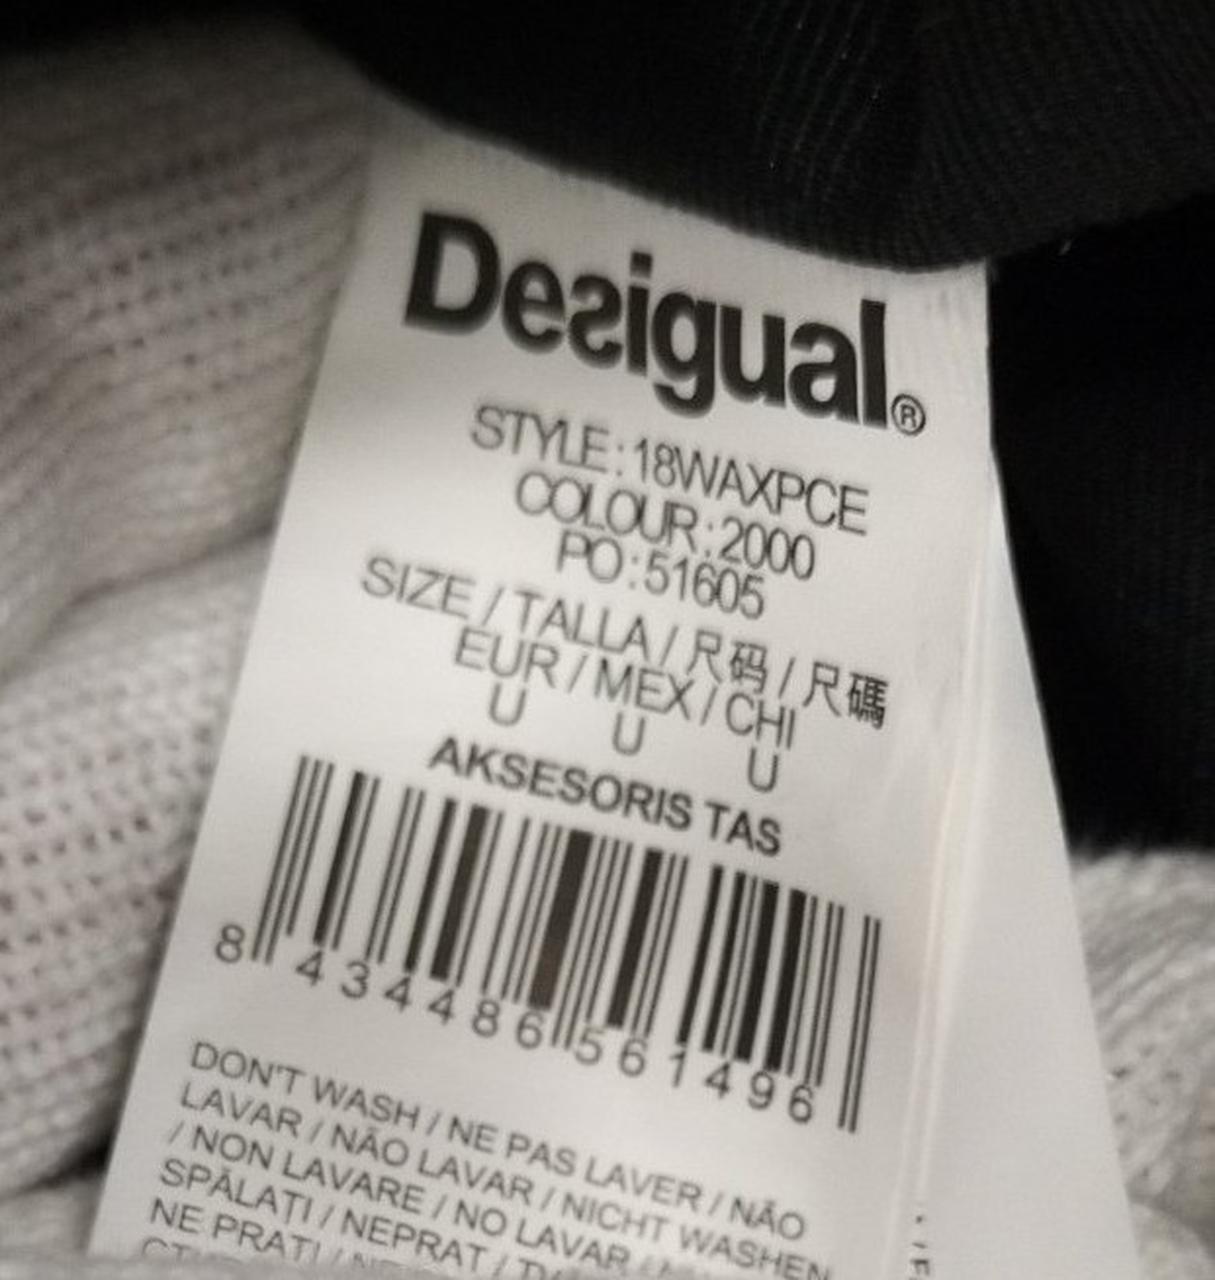 Desigual®
STYLE:18WAXPCE
COLOUR:2000
PO:51605
SIZE / TALLA / 尺码 / 尺碼
EUR / MEX / CHI
U U U
AKSESORIS TAS
8 434486 561496
DON'T WASH / NE PAS LAVER / NÃO
LAVAR / NÃO LAVAR / NICHT WASHEN
/ NON LAVARE / NO LAVAR /
SPĂLAȚI / NEPRAT /
NE PRATI /